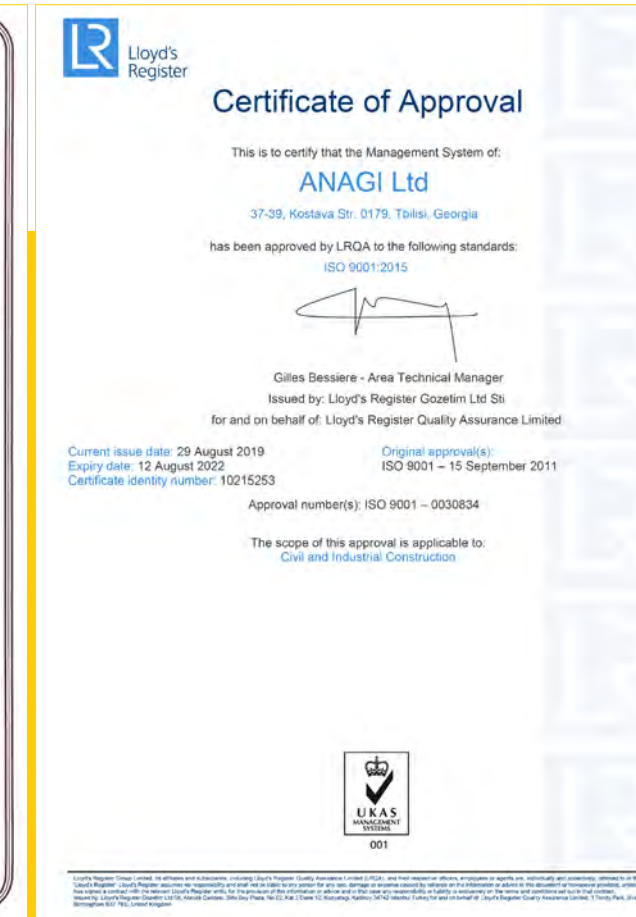 LR
Lloyd's
Register
Certificate of Approval
This is to certify that the Management System of:
ANAGI Ltd
37-39, Kostava Str. 0179, Tbilisi, Georgia
has been approved by LRQA to the following standards:
ISO 9001:2015
Gilles Bessiere - Area Technical Manager
Issued by: Lloyd's Register Gozetim Ltd Sti
for and on behalf of: Lloyd's Register Quality Assurance Limited
Current issue date: 29 August 2019
Expiry date: 12 August 2022
Certificate identity number: 10215253
Original approval(s):
ISO 9001 – 15 September 2011
Approval number(s): ISO 9001 – 0030834
The scope of this approval is applicable to:
Civil and Industrial Construction
UKAS
MANAGEMENT
SYSTEMS
001